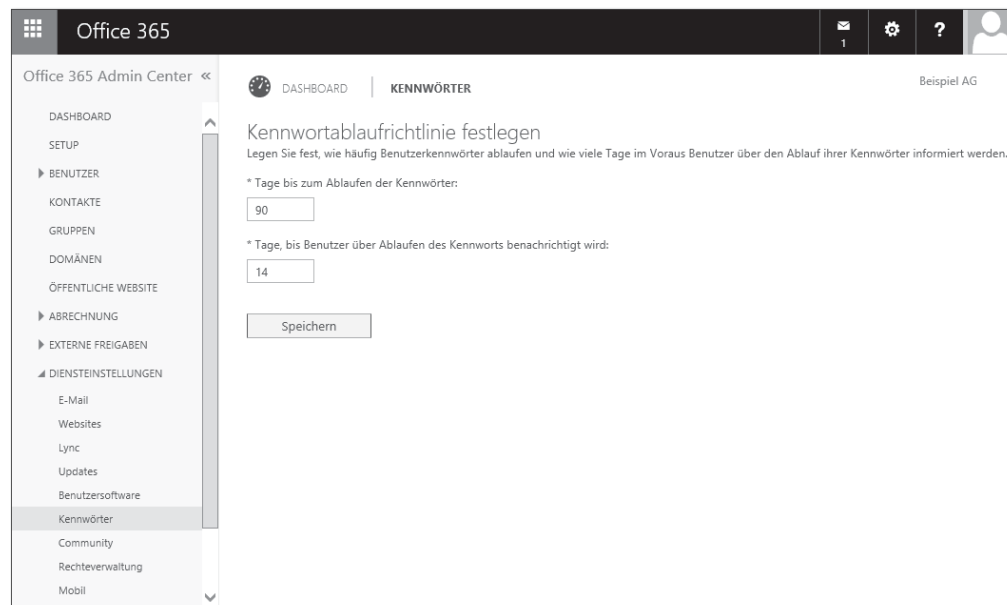 Office 365
1
?
Office 365 Admin Center «
DASHBOARD
SETUP
BENUTZER
KONTAKTE
GRUPPEN
DOMÄNEN
ÖFFENTLICHE WEBSITE
ABRECHNUNG
EXTERNE FREIGABEN
DIENSTEINSTELLUNGEN
E-Mail
Websites
Lync
Updates
Benutzersoftware
Kennwörter
Community
Rechteverwaltung
Mobil
DASHBOARD
KENNWÖRTER
Beispiel AG
Kennwortablaufrichtlinie festlegen
Legen Sie fest, wie häufig Benutzerkennwörter ablaufen und wie viele Tage im Voraus Benutzer über den Ablauf ihrer Kennwörter informiert werden.
* Tage bis zum Ablaufen der Kennwörter:
90
* Tage, bis Benutzer über Ablaufen des Kennworts benachrichtigt wird:
14
Speichern